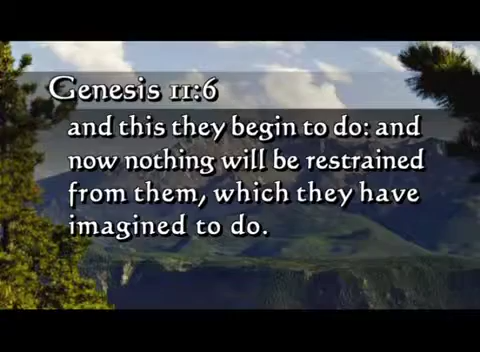 Genesis 11:6
and this they begin to do: and
now nothing will be restrained
from them, which they have
imagined to do.